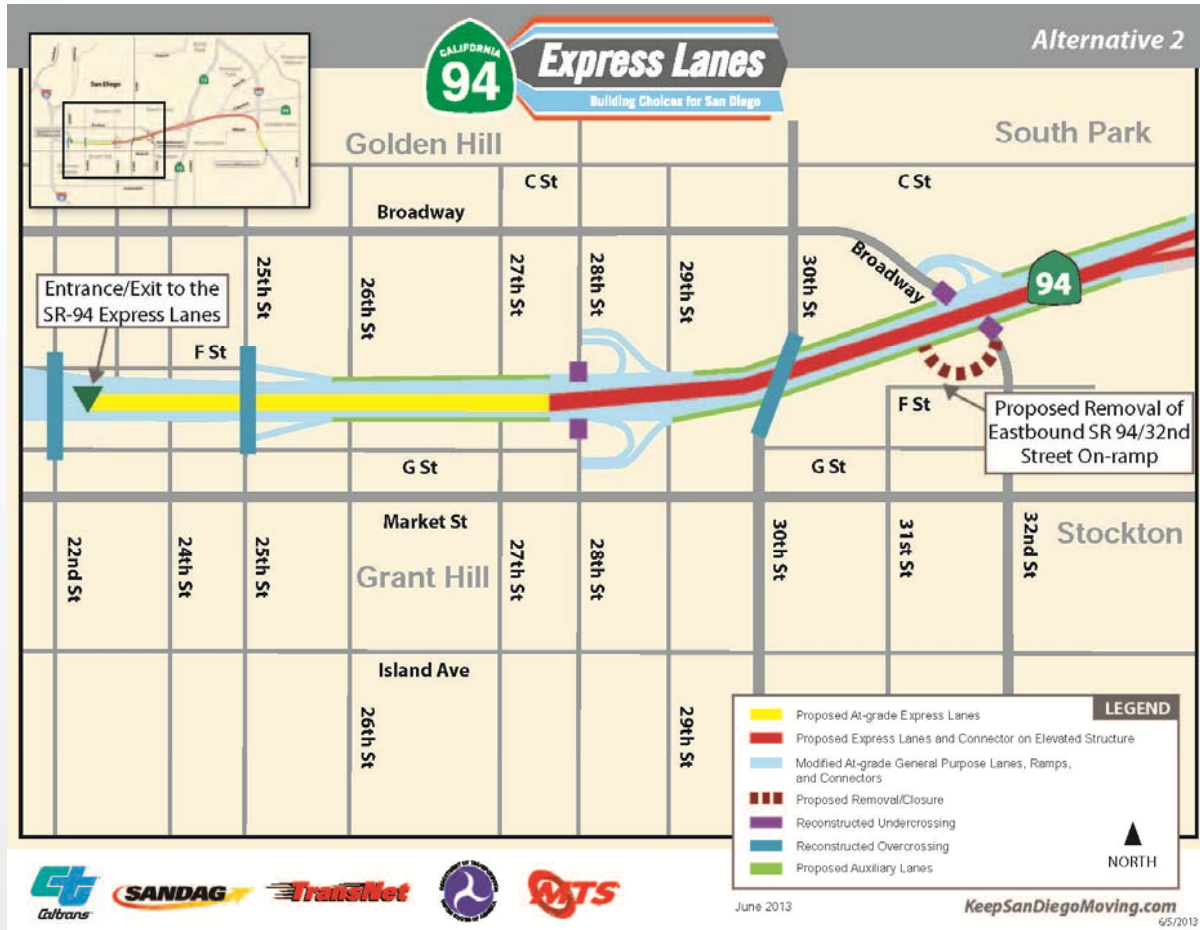 Alternative 2
CALIFORNIA
94
Express Lanes
Building Choices for San Diego
San Diego
Golden Hill
South Park
C St
C St
Broadway
Broadway
25th St
26th St
27th St
28th St
29th St
30th St
94
Entrance/Exit to the
SR-94 Express Lanes
F St
F St
Proposed Removal of
Eastbound SR 94/32nd
Street On-ramp
G St
G St
Market St
Stockton
22nd St
24th St
25th St
Grant Hill
27th St
28th St
30th St
31st St
32nd St
Island Ave
26th St
29th St
LEGEND
Proposed At-grade Express Lanes
Proposed Express Lanes and Connector on Elevated Structure
Modified At-grade General Purpose Lanes, Ramps,
and Connectors
Proposed Removal/Closure
Reconstructed Undercrossing
Reconstructed Overcrossing
Proposed Auxiliary Lanes
NORTH
Caltrans
SANDAG
TransNet
MTS
June 2013
KeepSanDiegoMoving.com
6/5/2013